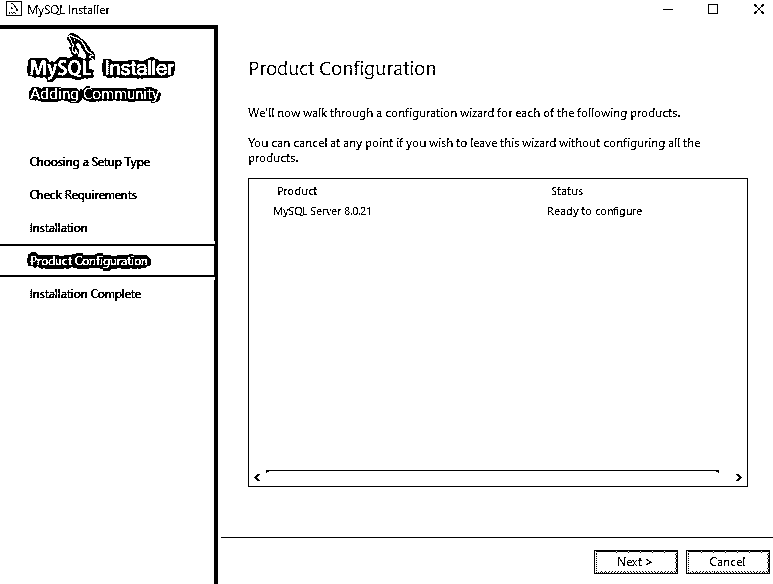 MySQL Installer
MySQL Installer
Adding Community
Choosing a Setup Type
Check Requirements
Installation
Product Configuration
Installation Complete
Product Configuration
We'll now walk through a configuration wizard for each of the following products.
You can cancel at any point if you wish to leave this wizard without configuring all the
products.
Product Status
MySQL Server 8.0.21 Ready to configure
Next > Cancel